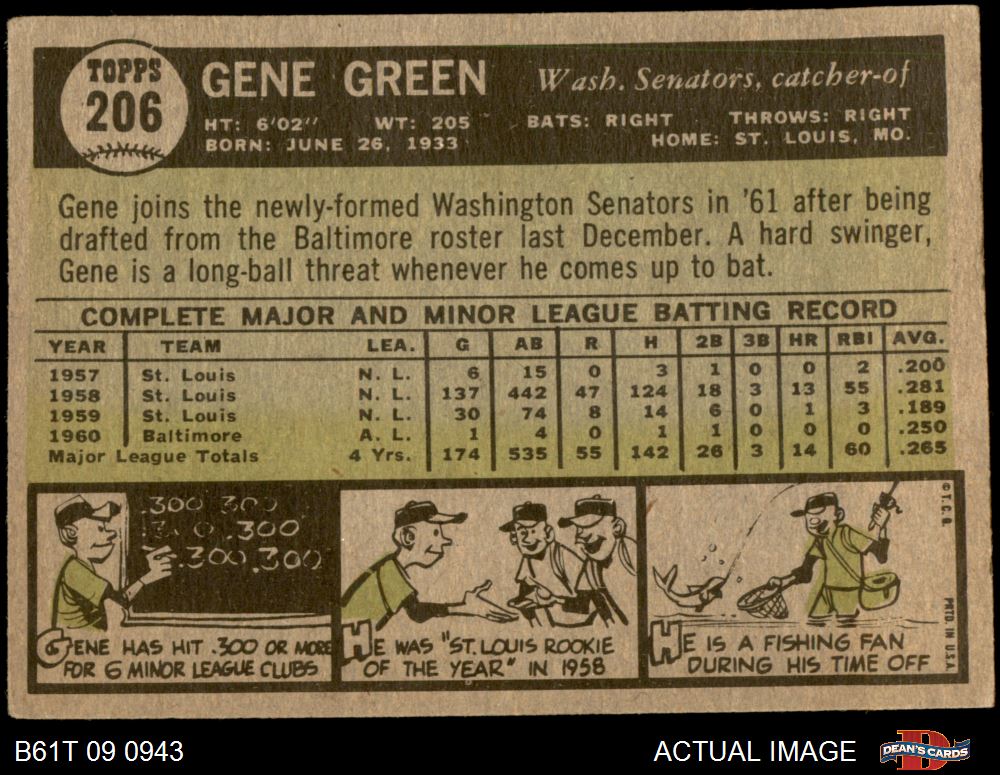 TOPPS
206
GENE GREEN
Wash. Senators, catcher-of
HT: 6'02" WT: 205 BATS: RIGHT THROWS: RIGHT
BORN: JUNE 26, 1933 HOME: ST. LOUIS, MO.
Gene joins the newly-formed Washington Senators in '61 after being
drafted from the Baltimore roster last December. A hard swinger,
Gene is a long-ball threat whenever he comes up to bat.
COMPLETE MAJOR AND MINOR LEAGUE BATTING RECORD
YEAR TEAM LEA. G AB R H 2B 3B HR RBI AVG.
1957 St. Louis N. L. 6 15 0 3 1 0 0 2 .200
1958 St. Louis N. L. 137 442 47 124 18 3 13 55 .281
1959 St. Louis N. L. 30 74 8 14 6 0 1 3 .189
1960 Baltimore A. L. 1 4 0 1 1 0 0 0 .250
Major League Totals 4 Yrs. 174 535 55 142 26 3 14 60 .265
.300 .300
.300
.300.300
GENE HAS HIT .300 OR MORE
FOR 6 MINOR LEAGUE CLUBS
HE WAS "ST. LOUIS ROOKIE
OF THE YEAR" IN 1958
HE IS A FISHING FAN
DURING HIS TIME OFF
© T.C.G.
PRTD. IN U.S.A.
B61T 09 0943
ACTUAL IMAGE
DEAN'S CARDS